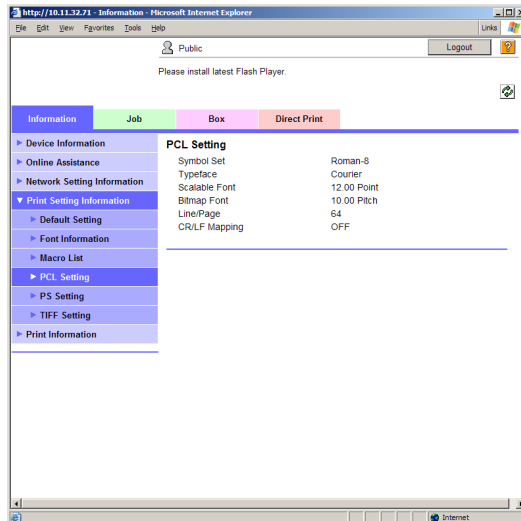 http://10.11.32.71 - Information - Microsoft Internet Explorer
File Edit View Favorites Tools Help Links
Public Logout
Please install latest Flash Player.
Information Job Box Direct Print
Device Information
Online Assistance
Network Setting Information
Print Setting Information
Default Setting
Font Information
Macro List
PCL Setting
PS Setting
TIFF Setting
Print Information
PCL Setting
Symbol Set Roman-8
Typeface Courier
Scalable Font 12.00 Point
Bitmap Font 10.00 Pitch
Line/Page 64
CR/LF Mapping OFF
Internet